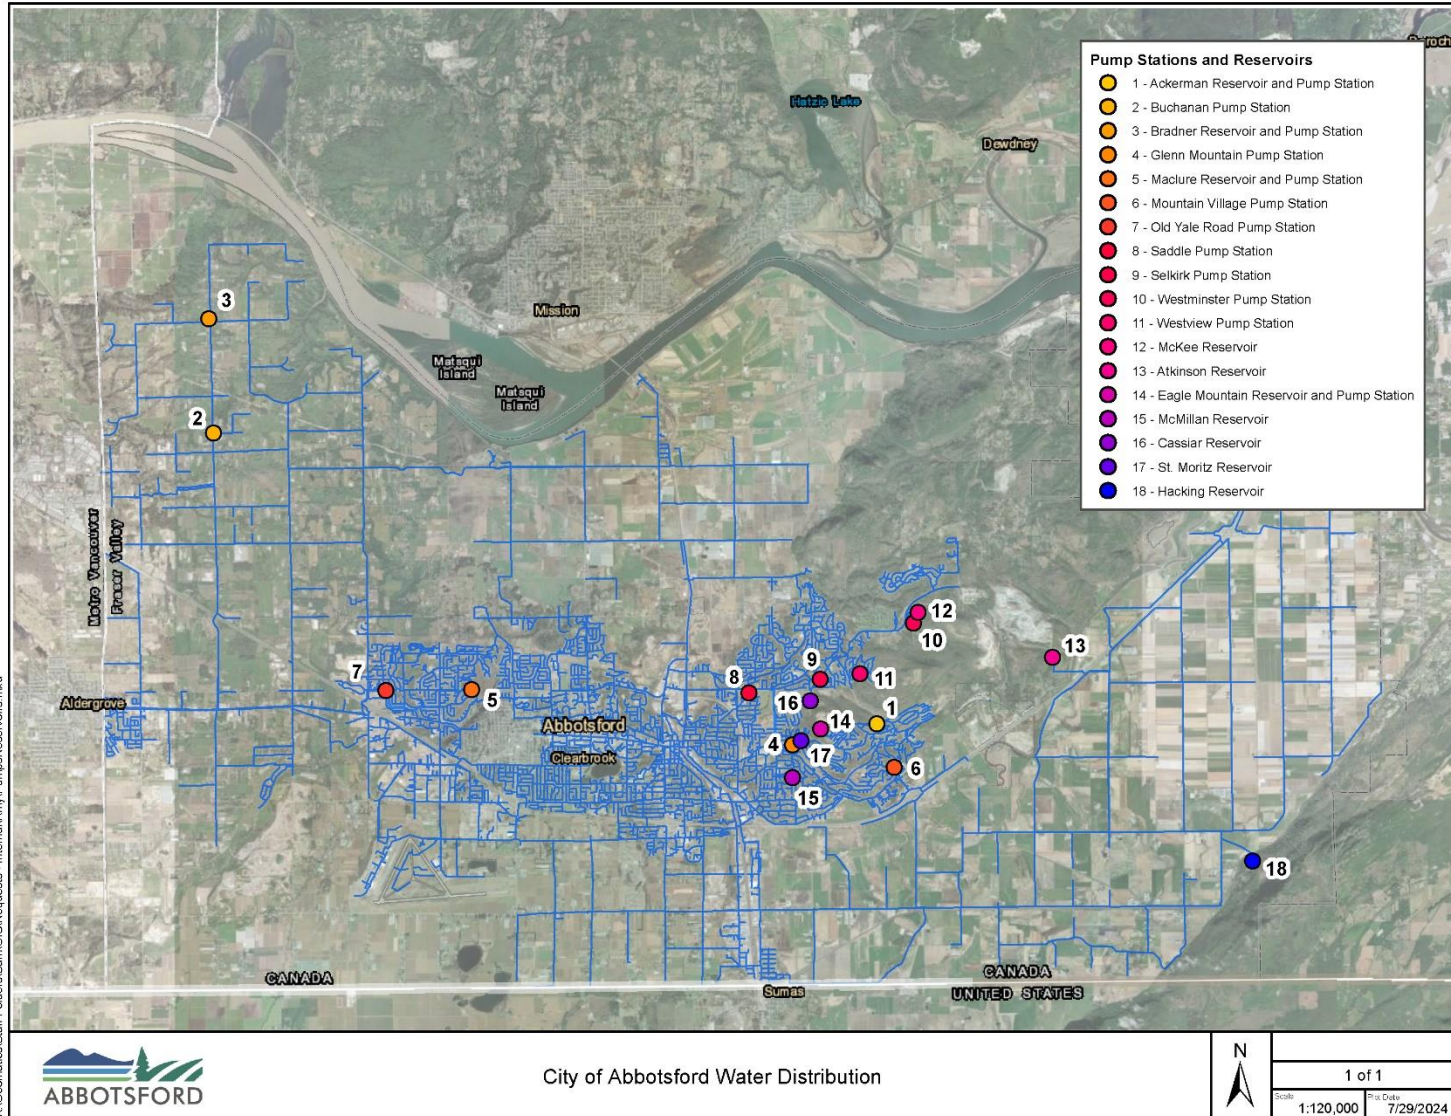 Hatzic Lake
Dewdney
Pump Stations and Reservoirs
1 - Ackerman Reservoir and Pump Station
2 - Buchanan Pump Station
3 - Bradner Reservoir and Pump Station
4 - Glenn Mountain Pump Station
5 - Maclure Reservoir and Pump Station
6 - Mountain Village Pump Station
7 - Old Yale Road Pump Station
8 - Saddle Pump Station
9 - Selkirk Pump Station
10 - Westminster Pump Station
11 - Westview Pump Station
12 - McKee Reservoir
13 - Atkinson Reservoir
14 - Eagle Mountain Reservoir and Pump Station
15 - McMillan Reservoir
16 - Cassiar Reservoir
17 - St. Moritz Reservoir
18 - Hacking Reservoir
3
Mission
Matsqui
Island
Matsqui
Island
2
Metro Vancouver
Fraser Valley
12
10
13
7
9
11
8
5
16
1
Aldergrove
Abbotsford
14
4
17
Clearbrook
6
15
18
CANADA
CANADA
Sumas
UNITED STATES
ABBOTSFORD
City of Abbotsford Water Distribution
N
1 of 1
Scale
1:120,000
Plot Date
7/29/2024